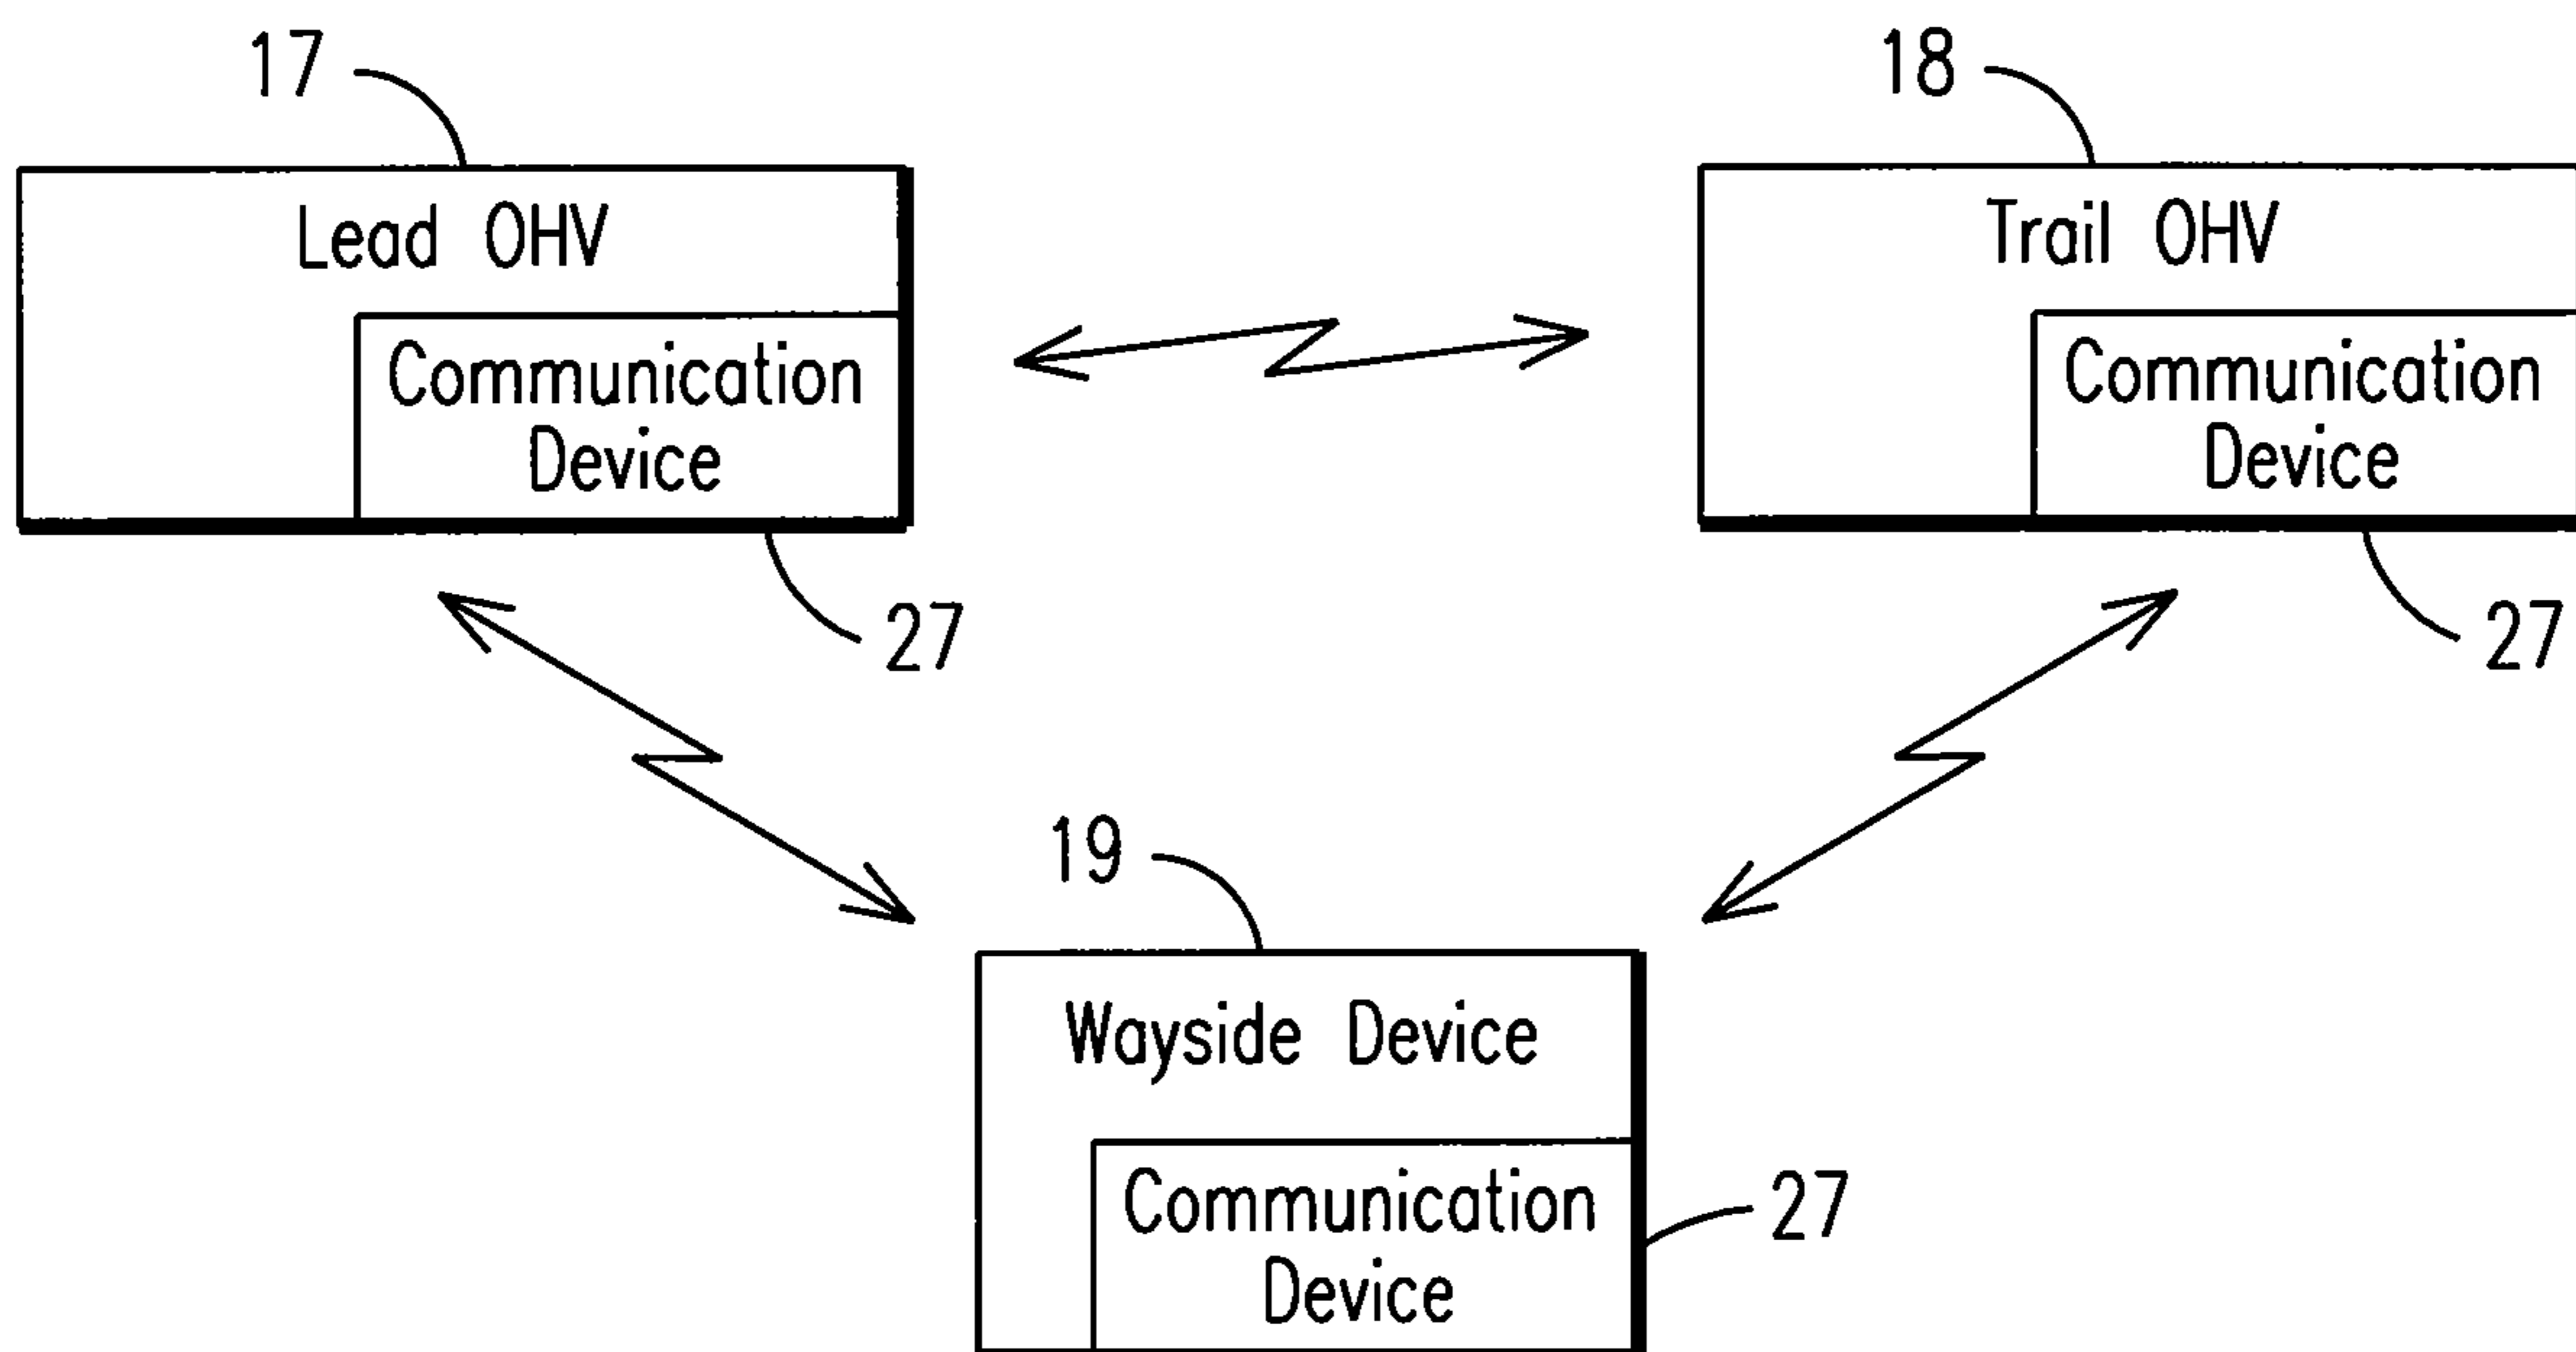 17
18
Lead OHV
Trail OHV
Communication
Device
Communication
Device
27
27
19
Wayside Device
Communication
Device
27